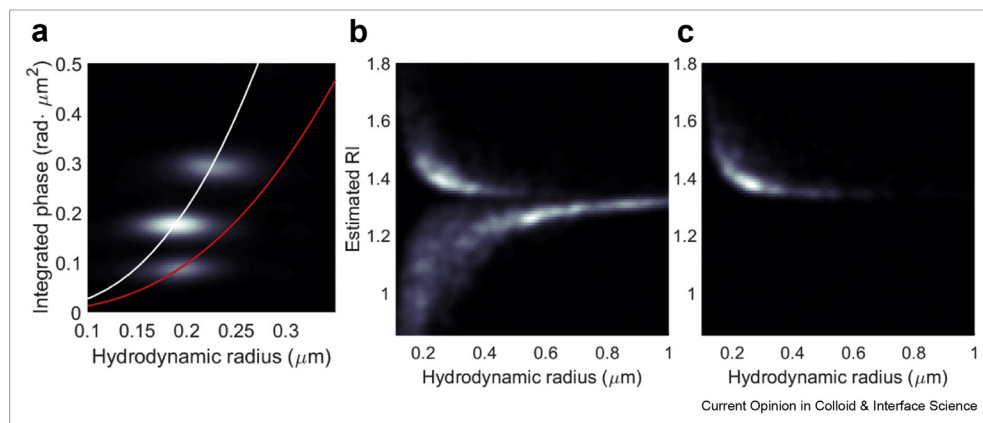 a
Integrated phase (rad· μm²)
0.5
0.4
0.3
0.2
0.1
0
0.1 0.15 0.2 0.25 0.3
Hydrodynamic radius (μm)
b
Estimated RI
1.8
1.6
1.4
1.2
1
0.2 0.4 0.6 0.8 1
Hydrodynamic radius (μm)
c
1.8
1.6
1.4
1.2
1
0.2 0.4 0.6 0.8 1
Hydrodynamic radius (μm)
Current Opinion in Colloid & Interface Science